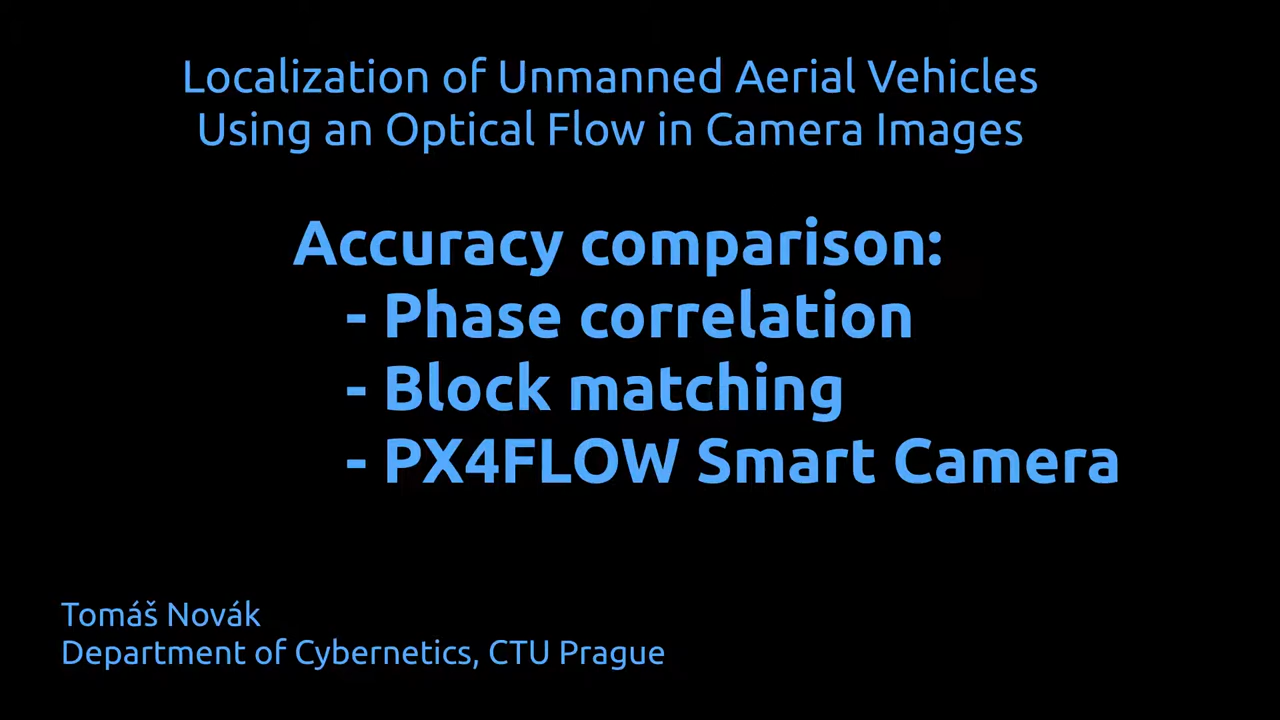 Localization of Unmanned Aerial Vehicles
Using an Optical Flow in Camera Images
Accuracy comparison:
- Phase correlation
- Block matching
- PX4FLOW Smart Camera
Tomáš Novák
Department of Cybernetics, CTU Prague